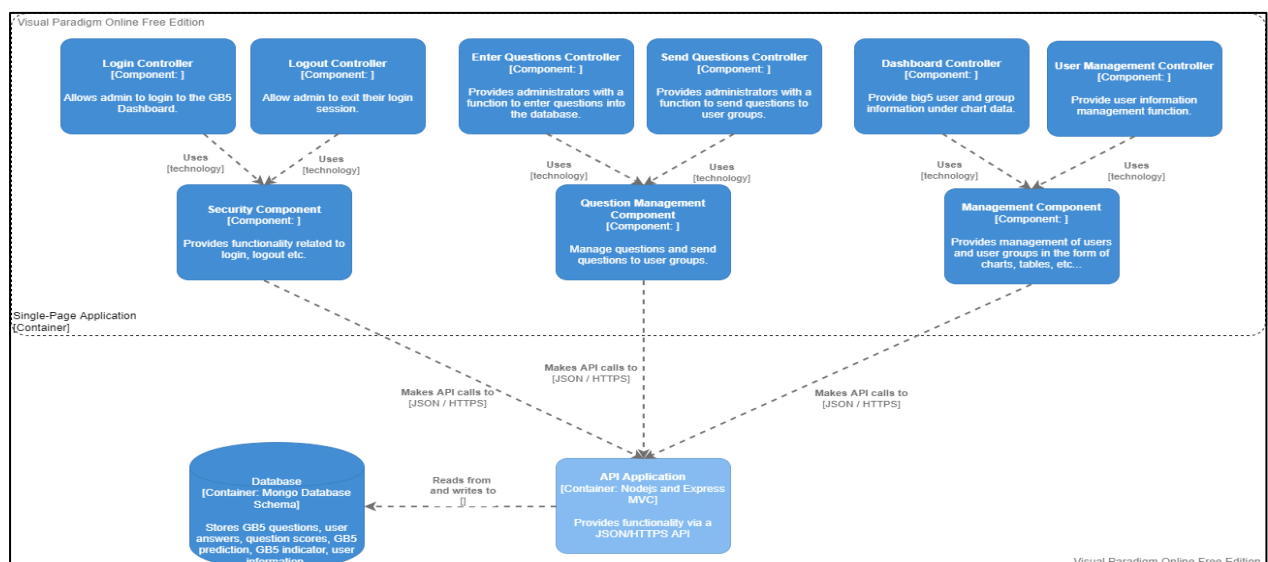 Visual Paradigm Online Free Edition
Login Controller
[Component: ]
Allows admin to login to the GB5
Dashboard.
Logout Controller
[Component: ]
Allow admin to exit their login
session.
Enter Questions Controller
[Component: ]
Provides administrators with a
function to enter questions into
the database.
Send Questions Controller
[Component: ]
Provides administrators with a
function to send questions to
user groups.
Dashboard Controller
[Component: ]
Provide big5 user and group
information under chart data.
User Management Controller
[Component: ]
Provide user information
management function.
Uses
[technology]
Uses
[technology]
Uses
[technology]
Uses
[technology]
Uses
[technology]
Uses
[technology]
Security Component
[Component: ]
Provides functionality related to
login, logout etc.
Question Management
Component
[Component: ]
Manage questions and send
questions to user groups.
Management Component
[Component: ]
Provides management of users
and user groups in the form of
charts, tables, etc...
Single-Page Application
[Container]
Makes API calls to
[JSON / HTTPS]
Makes API calls to
[JSON / HTTPS]
Makes API calls to
[JSON / HTTPS]
Database
[Container: Mongo Database
Schema]
Stores GB5 questions, user
answers, question scores, GB5
prediction, GB5 indicator, user
information
Reads from
and writes to
[]
API Application
[Container: Nodejs and Express
MVC]
Provides functionality via a
JSON/HTTPS API
Visual Paradigm Online Free Edition